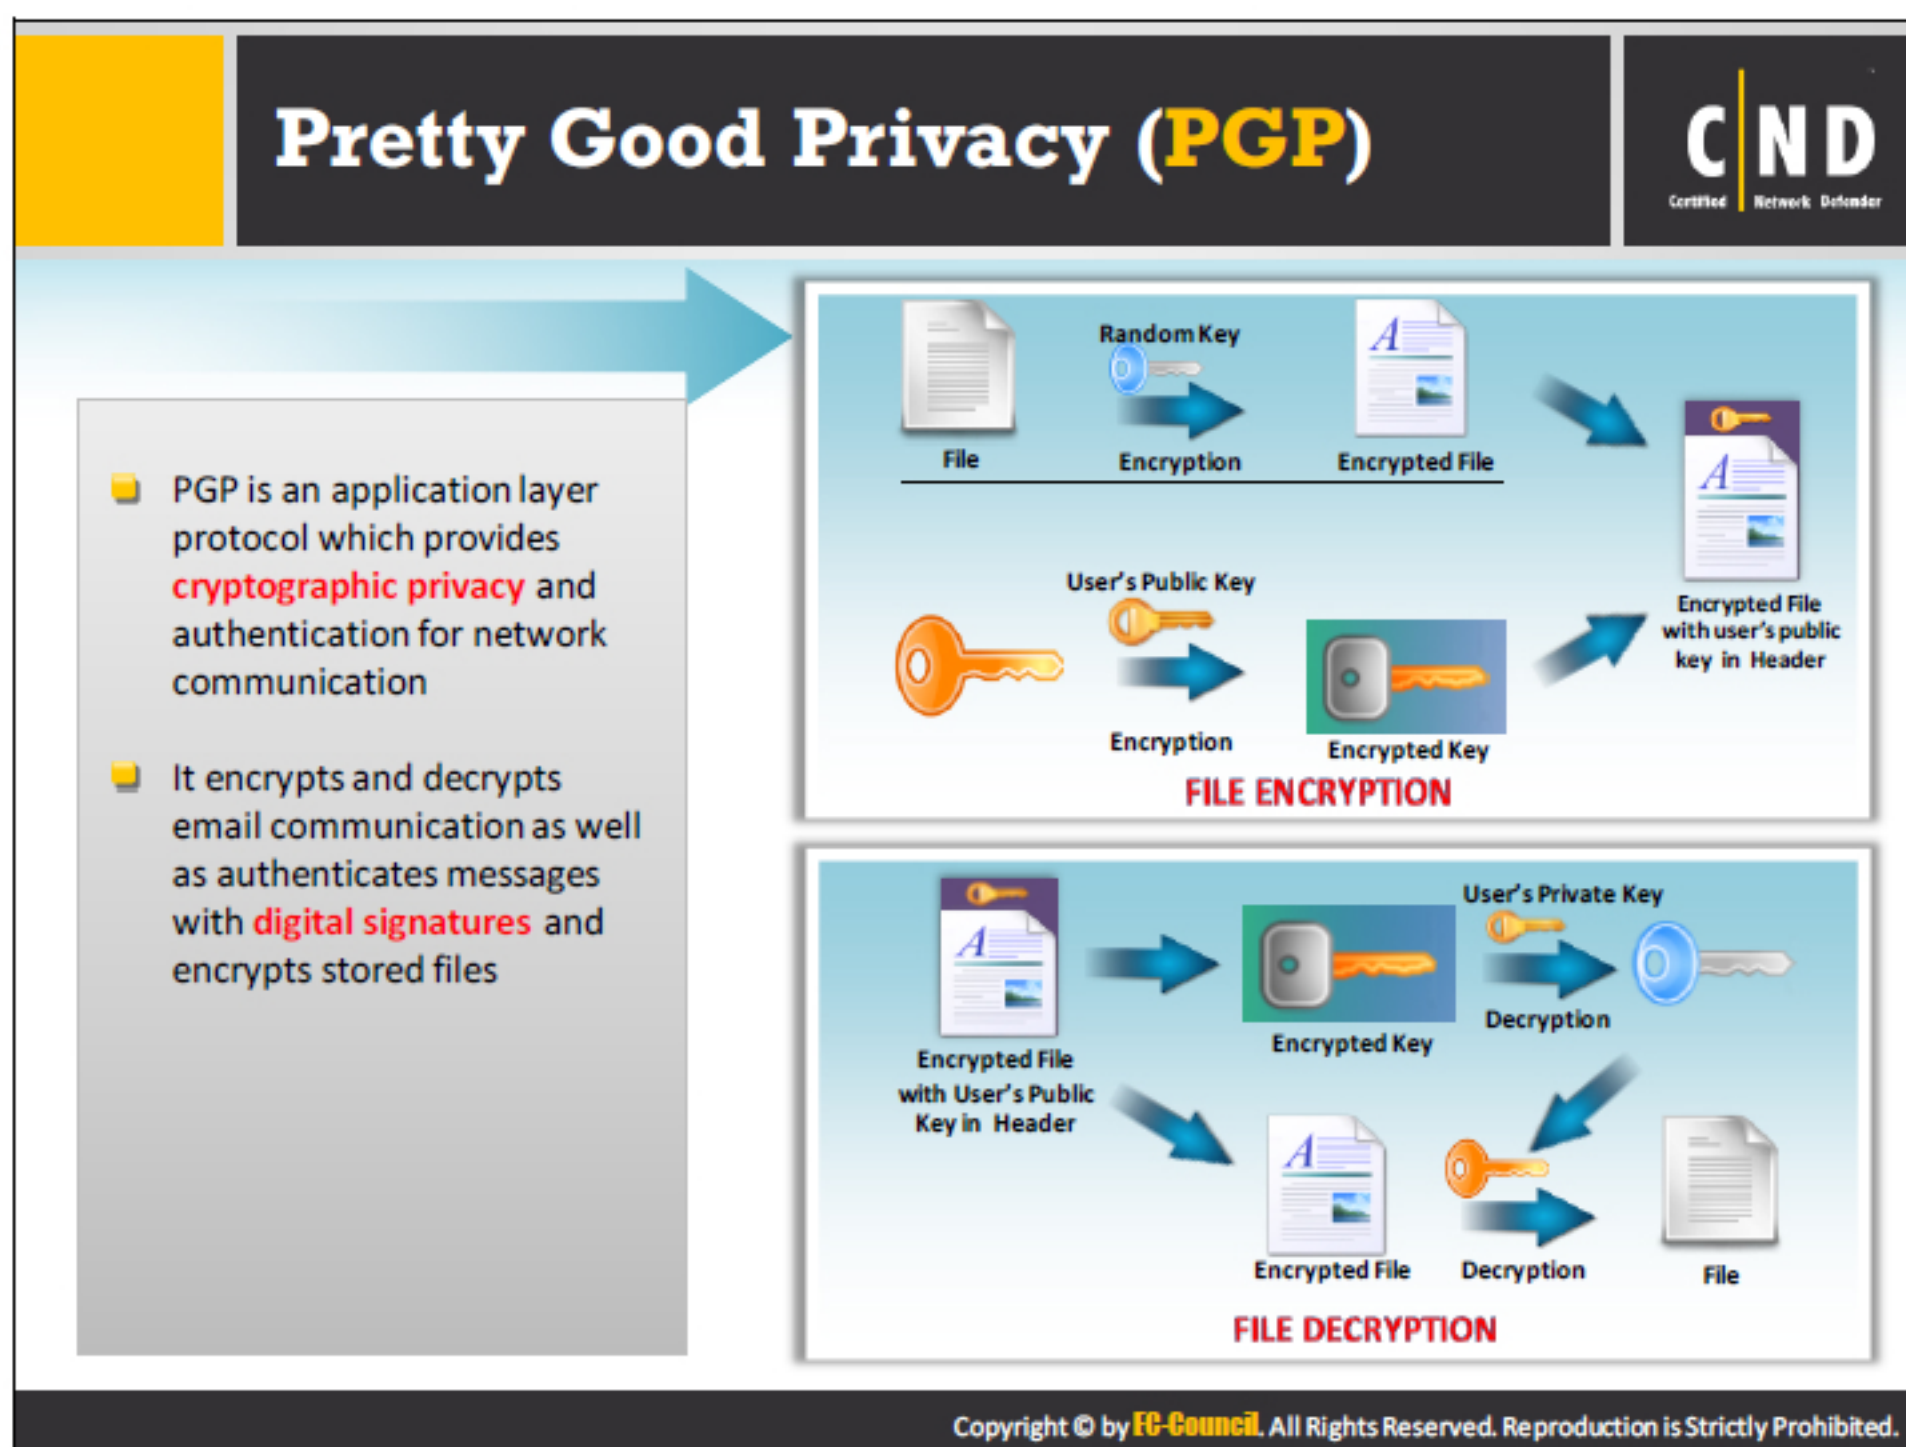 Pretty Good Privacy (PGP)
C|ND
Certified Network Defender
PGP is an application layer
protocol which provides
cryptographic privacy and
authentication for network
communication
It encrypts and decrypts
email communication as well
as authenticates messages
with digital signatures and
encrypts stored files
Random Key
File
Encryption
Encrypted File
User's Public Key
Encryption
Encrypted Key
Encrypted File
with user's public
key in Header
FILE ENCRYPTION
User's Private Key
Decryption
Encrypted Key
Encrypted File
with User's Public
Key in Header
Encrypted File
Decryption
File
FILE DECRYPTION
Copyright © by EC-Council. All Rights Reserved. Reproduction is Strictly Prohibited.